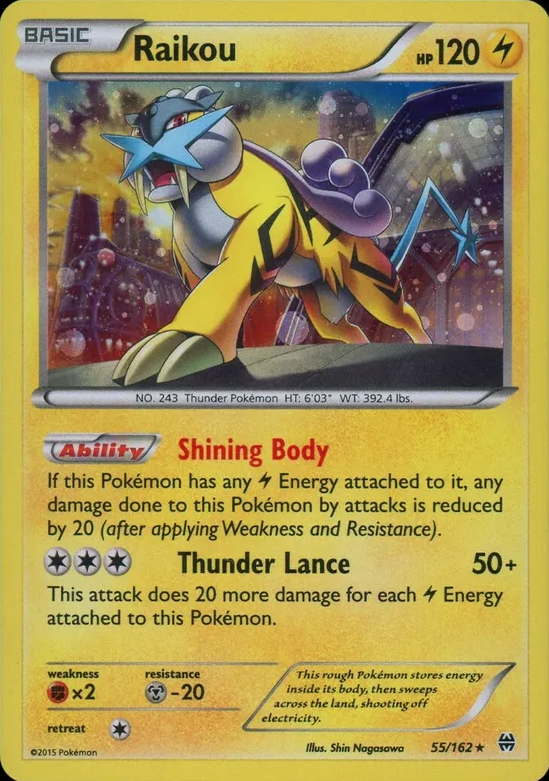 BASIC Raikou HP120
NO. 243 Thunder Pokémon HT: 6'03" WT: 392.4 lbs.
Ability Shining Body
If this Pokémon has any Energy attached to it, any
damage done to this Pokémon by attacks is reduced
by 20 (after applying Weakness and Resistance).
Thunder Lance 50+
This attack does 20 more damage for each Energy
attached to this Pokémon.
weakness resistance
×2 -20
retreat
This rough Pokémon stores energy
inside its body, then sweeps
across the land, shooting off
electricity.
©2015 Pokémon Illus. Shin Nagasawa 55/162★